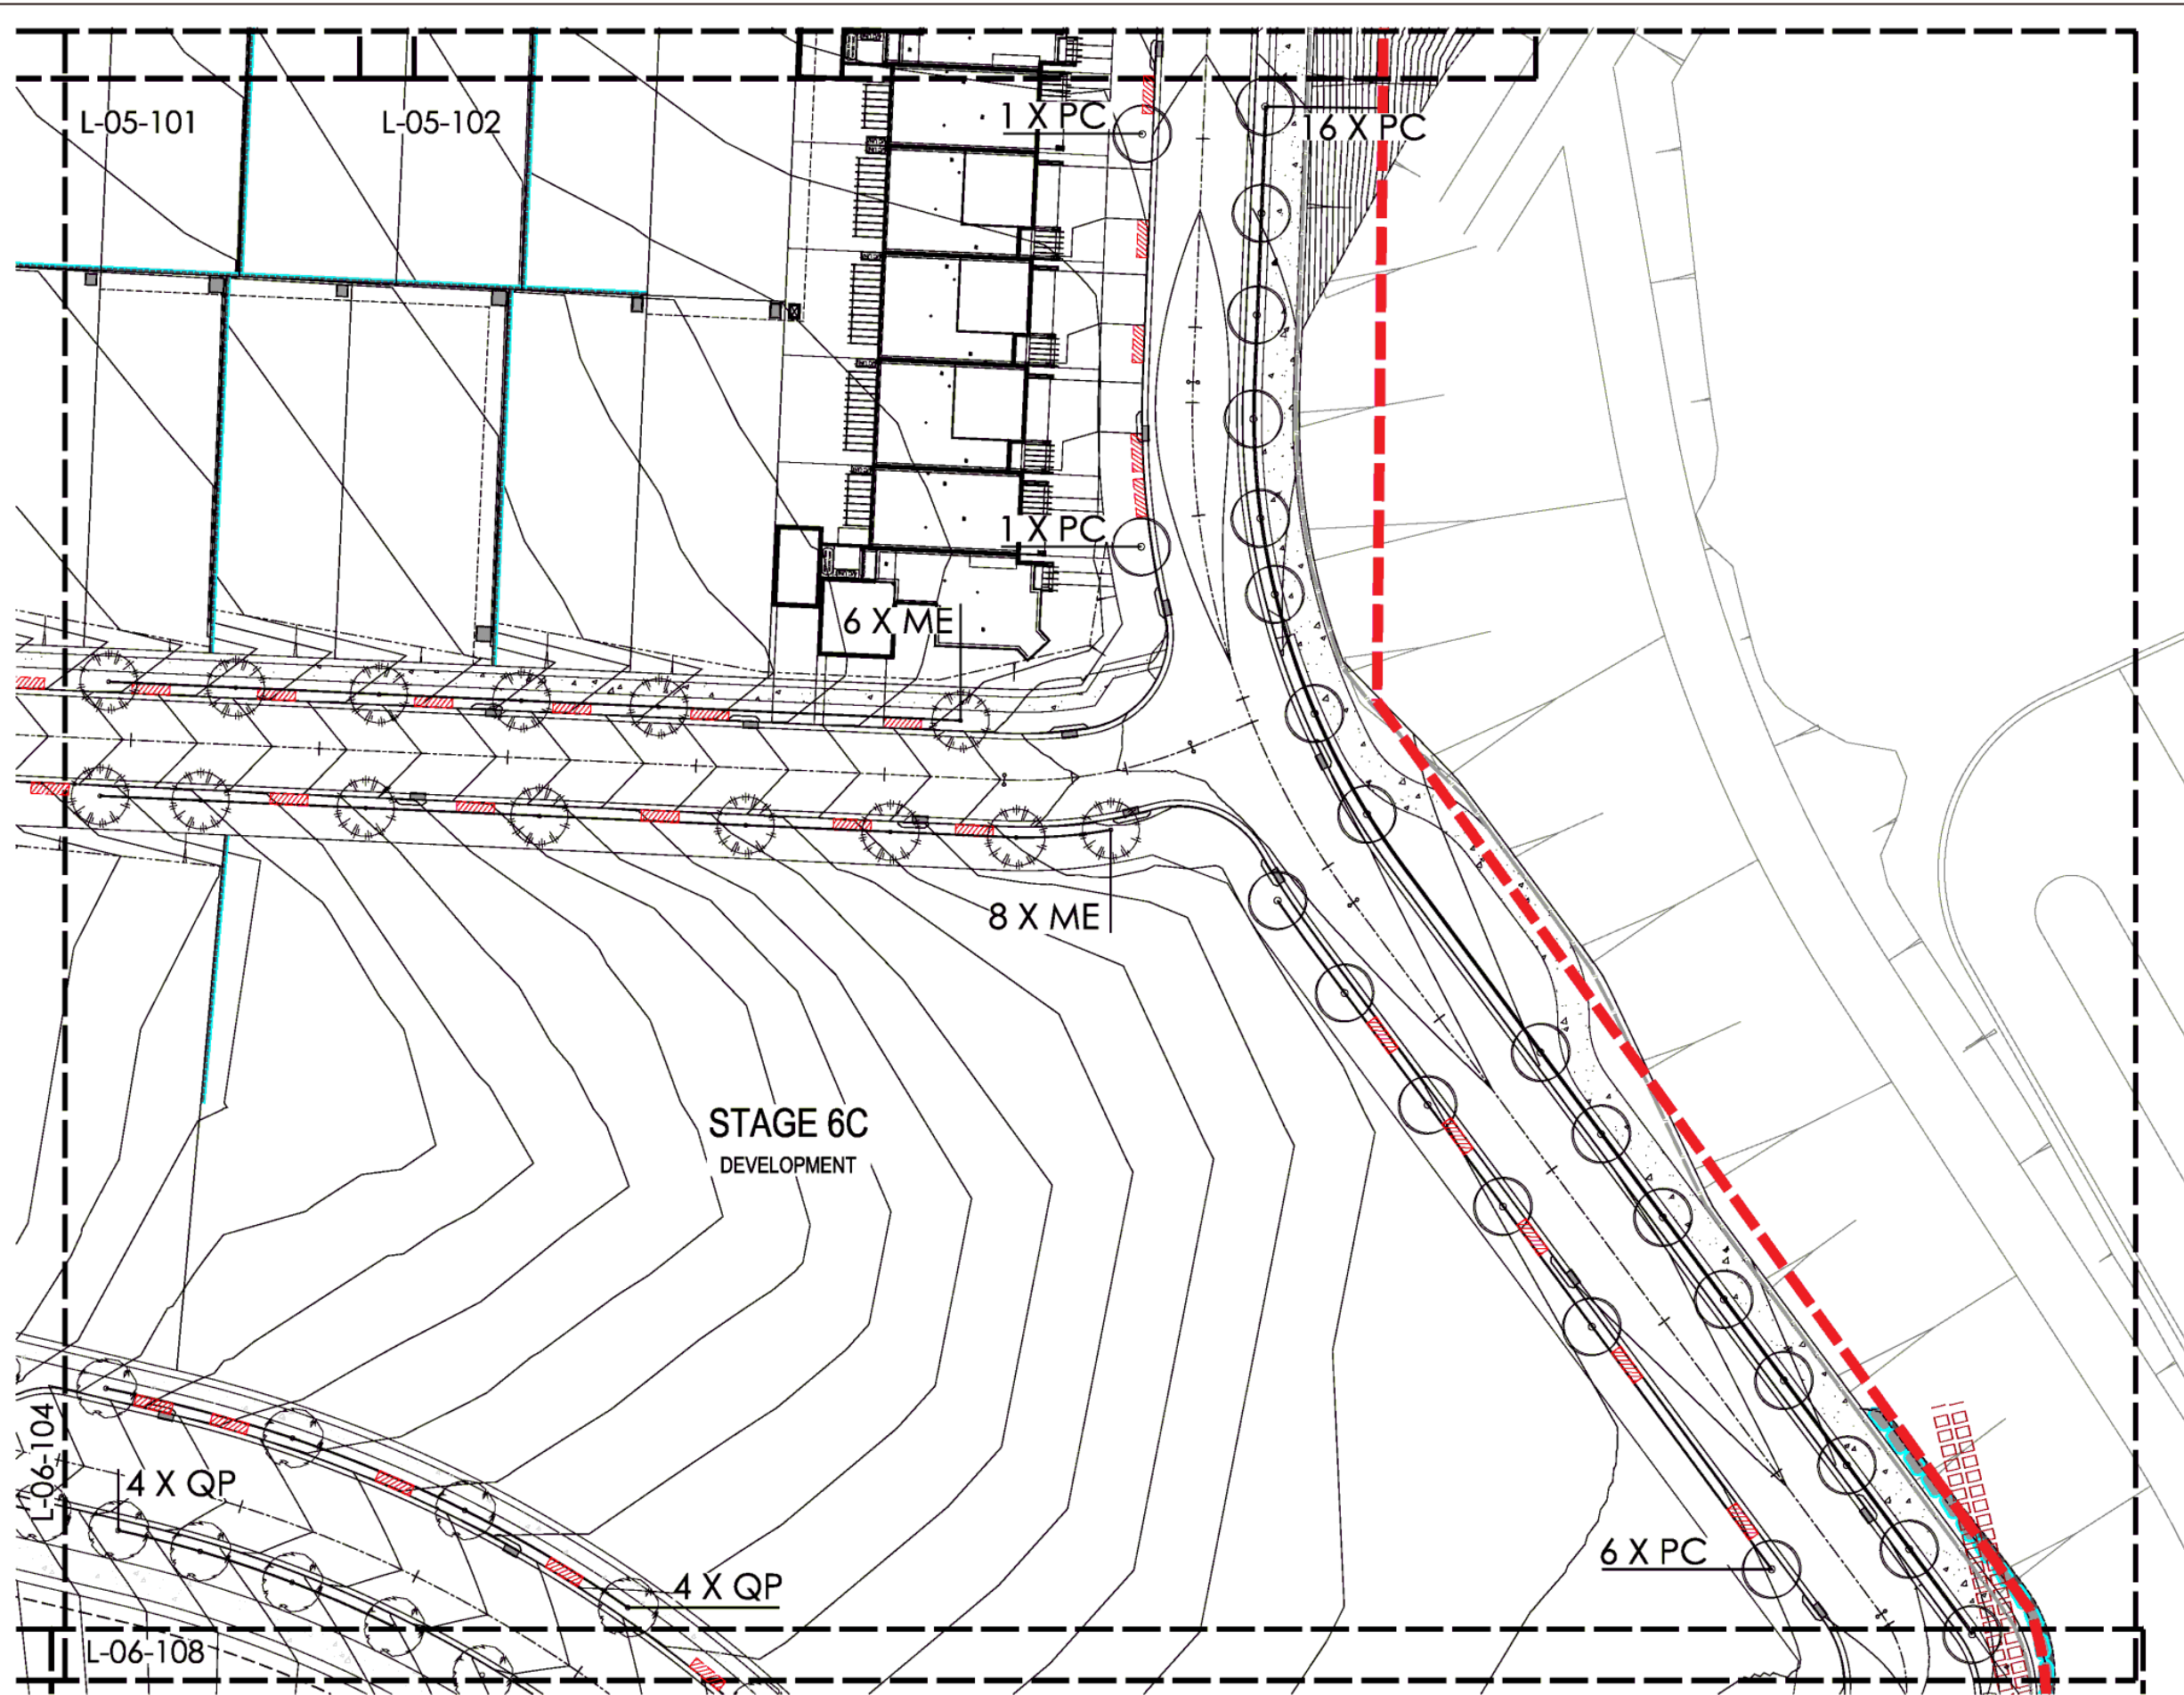 L-05-101
L-05-102
1 X PC
16 X PC
1 X PC
6 X ME
8 X ME
STAGE 6C
DEVELOPMENT
L-06-104
4 X QP
4 X QP
6 X PC
L-06-108